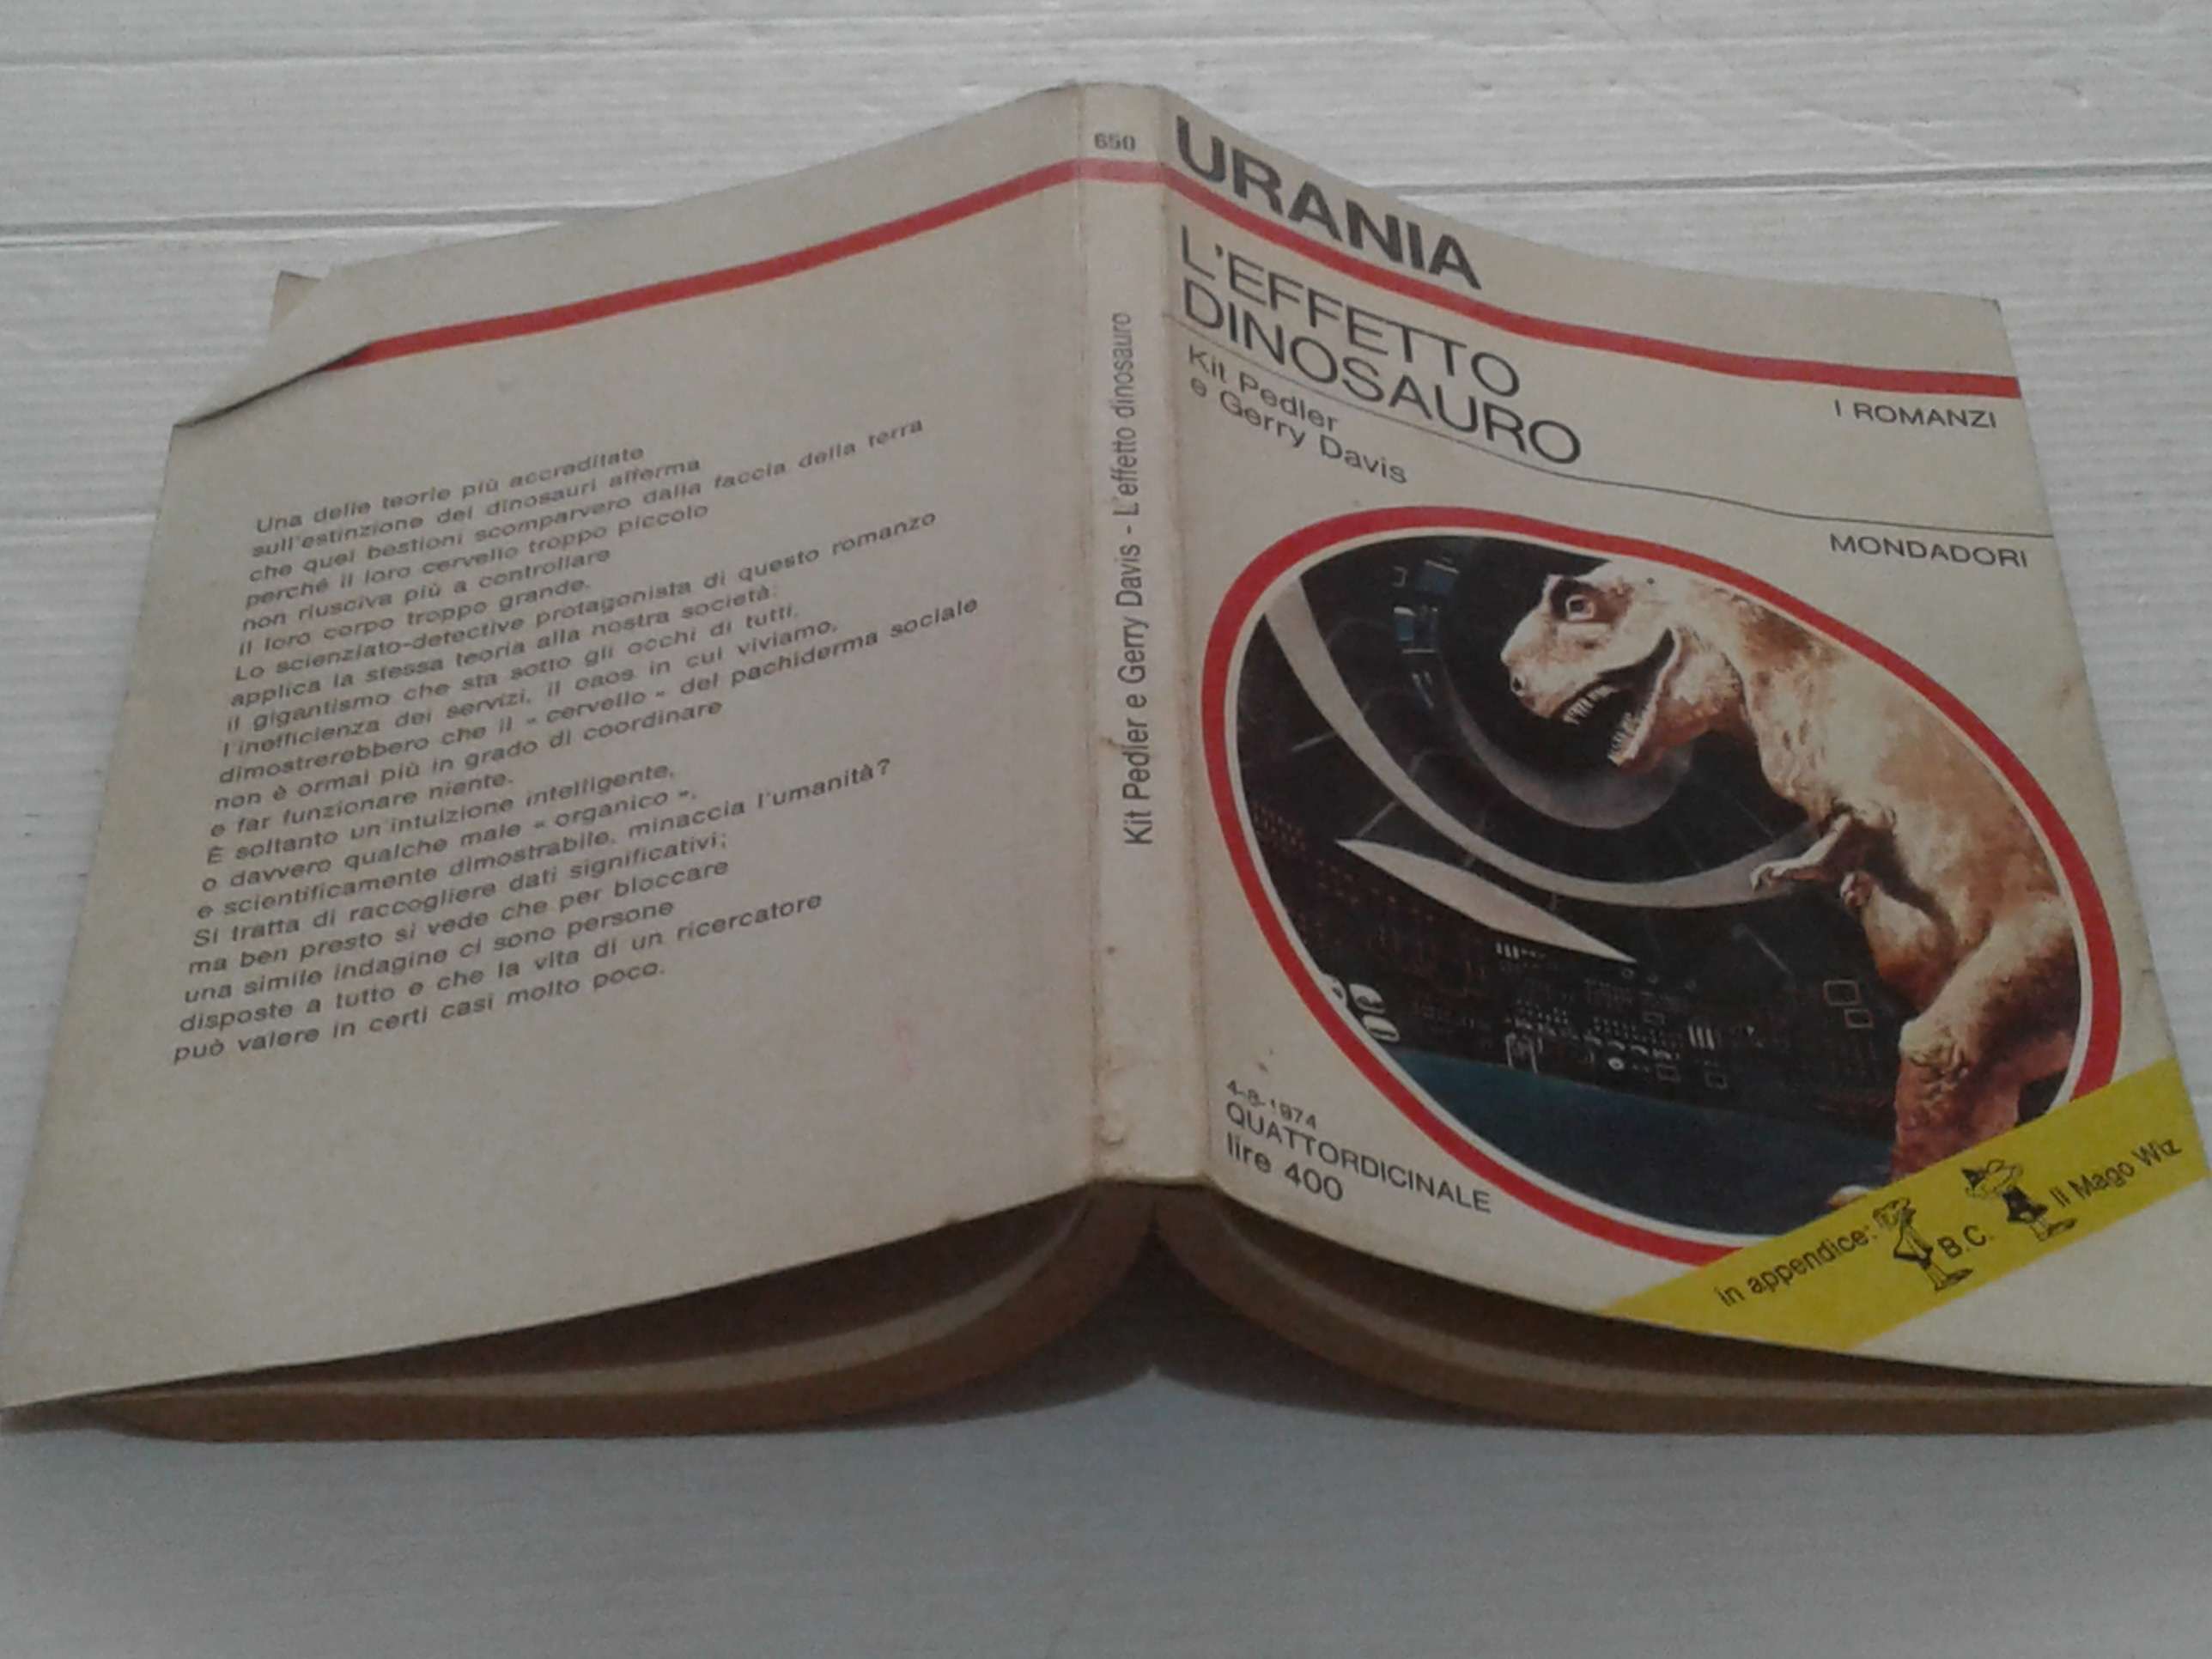 Una delle teorie più accreditate
sull'estinzione dei dinosauri afferma
che quei bestioni scomparvero dalla faccia della terra
perché il loro cervello troppo piccolo
non riusciva più a controllare
il loro corpo troppo grande.
Lo scienziato-detective protagonista di questo romanzo
applica la stessa teoria alla nostra società:
il gigantismo che sta sotto gli occhi di tutti,
l'inefficienza dei servizi, il caos in cui viviamo,
dimostrerebbero che il « cervello » del pachiderma sociale
non è ormai più in grado di coordinare
e far funzionare niente.
È soltanto un'intuizione intelligente,
o davvero qualche male « organico »,
e scientificamente dimostrabile, minaccia l'umanità?
Si tratta di raccogliere dati significativi;
ma ben presto si vede che per bloccare
una simile indagine ci sono persone
disposte a tutto e che la vita di un ricercatore
può valere in certi casi molto poco.
650
Kit Pedler e Gerry Davis - L'effetto dinosauro
URANIA
L'EFFETTO
DINOSAURO
Kit Pedler
e Gerry Davis
I ROMANZI
MONDADORI
4-8-1974
QUATTORDICINALE
lire 400
in appendice: B.C. Il Mago Wiz